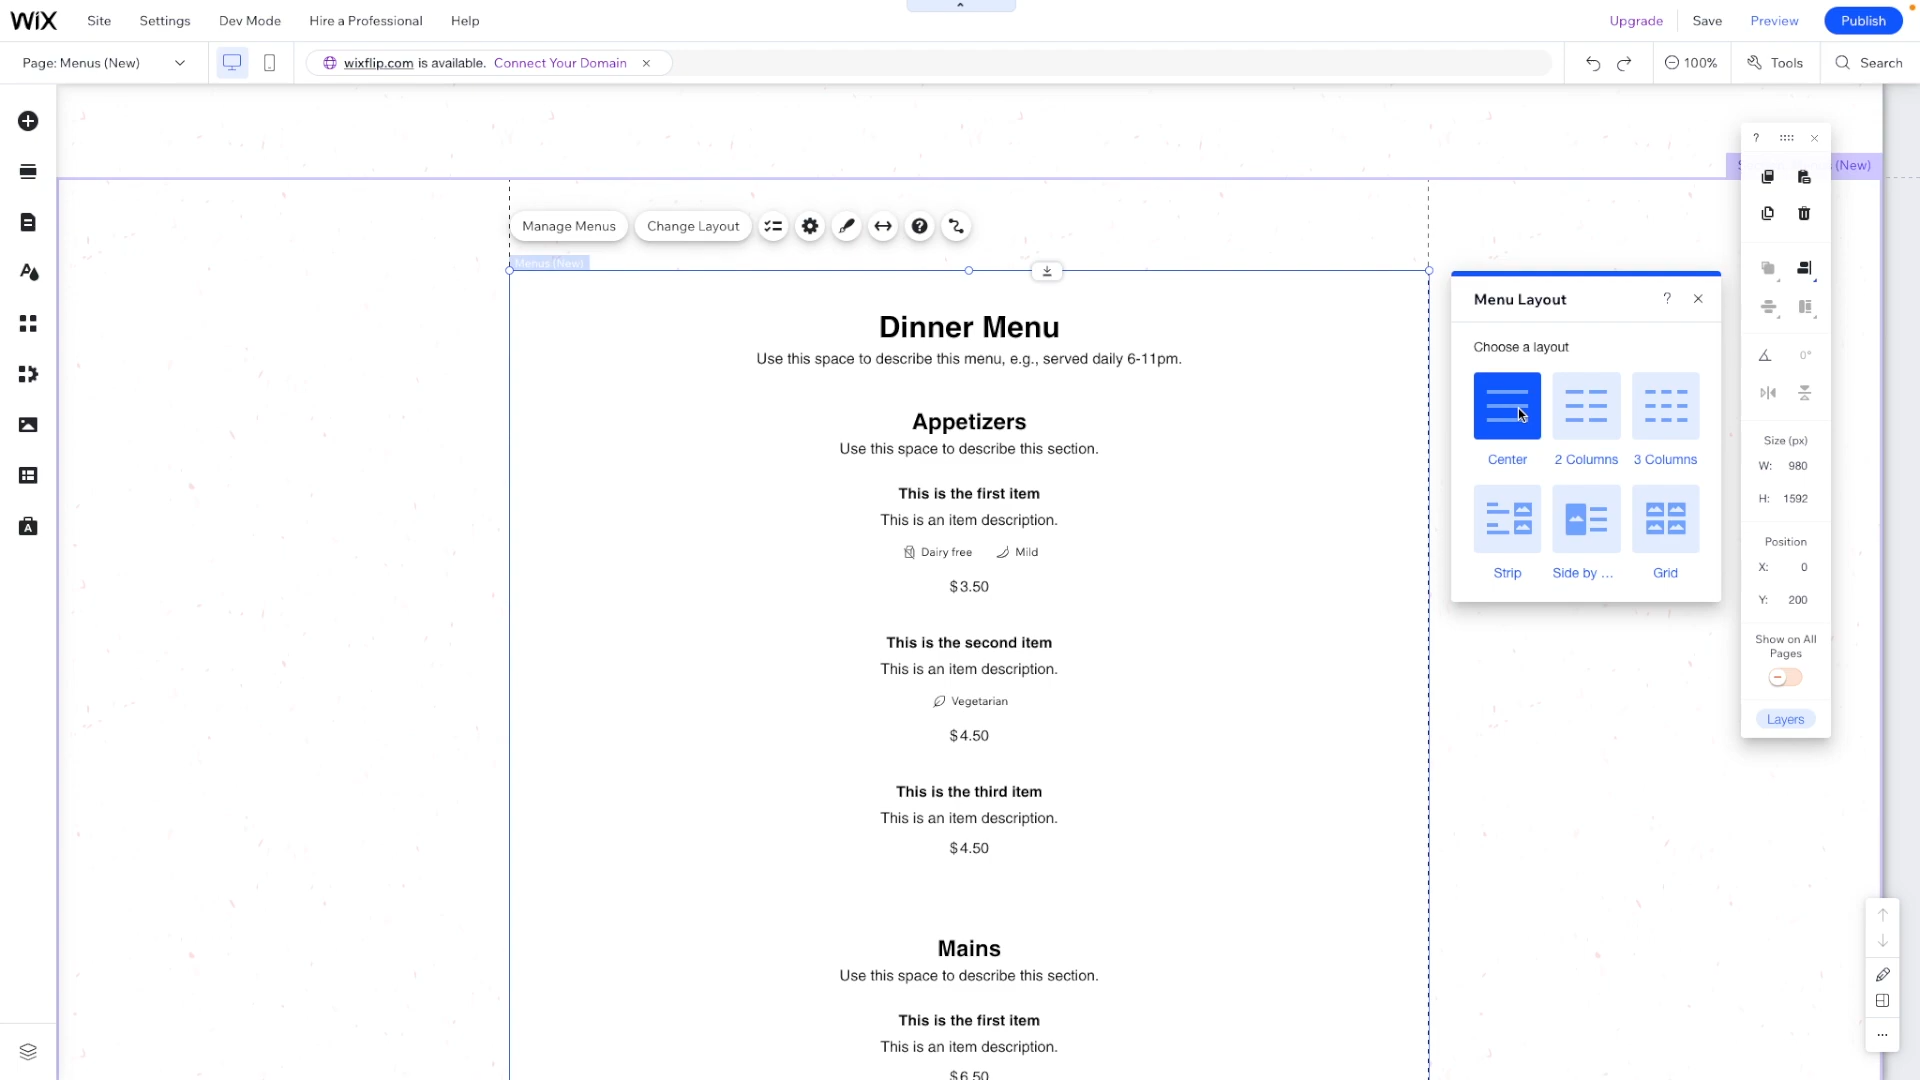 WiX Site Settings Dev Mode Hire a Professional Help Upgrade Save Preview Publish
Page: Menus (New) wixflip.com is available. Connect Your Domain 100% Tools Search
(New)
Manage Menus Change Layout
Menus (New)
Dinner Menu
Use this space to describe this menu, e.g., served daily 6-11pm.
Appetizers
Use this space to describe this section.
This is the first item
This is an item description.
Dairy free Mild
$3.50
This is the second item
This is an item description.
Vegetarian
$4.50
This is the third item
This is an item description.
$4.50
Mains
Use this space to describe this section.
This is the first item
This is an item description.
$6.50
Menu Layout ?
Choose a layout
Center 2 Columns 3 Columns
Strip Side by ... Grid
?
0°
Size (px)
W: 980
H: 1592
Position
X: 0
Y: 200
Show on All
Pages
Layers